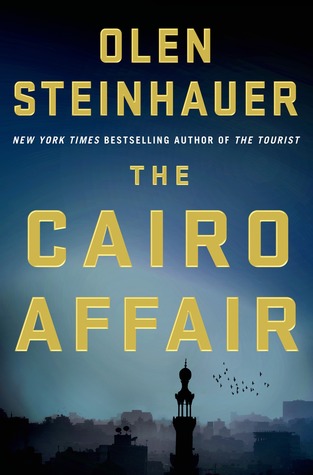 OLEN
STEINHAUER
NEW YORK TIMES BESTSELLING AUTHOR OF THE TOURIST
THE
CAIRO
AFFAIR